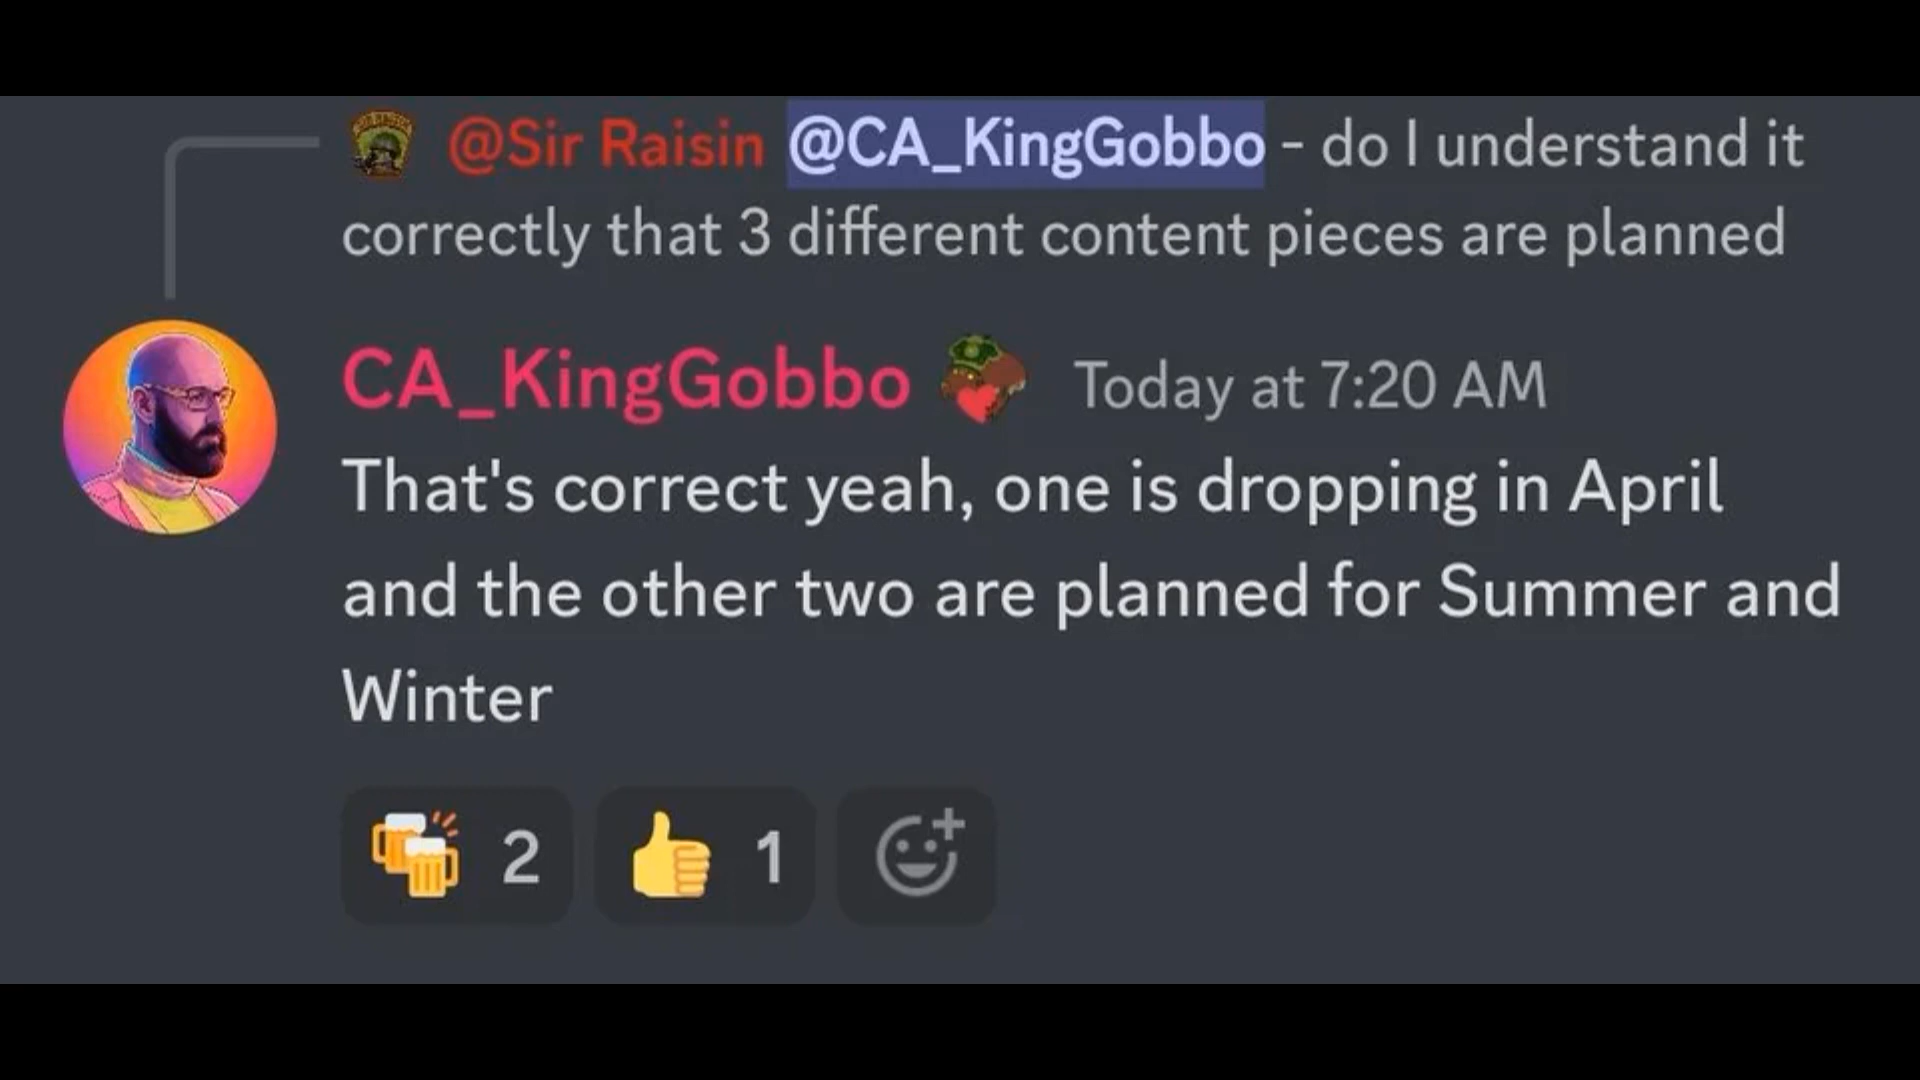 @Sir Raisin @CA_KingGobbo - do I understand it
correctly that 3 different content pieces are planned
CA_KingGobbo Today at 7:20 AM
That's correct yeah, one is dropping in April
and the other two are planned for Summer and
Winter
2 1